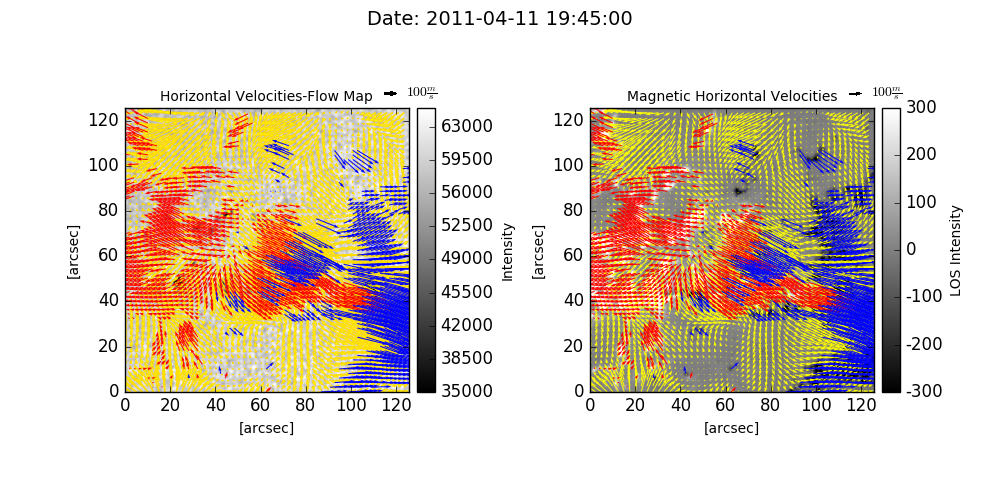 Date: 2011-04-11 19:45:00
Horizontal Velocities-Flow Map 100 m/s
Magnetic Horizontal Velocities 100 m/s
120
100
80
60
40
20
0
[arcsec]
0 20 40 60 80 100 120
[arcsec]
63000
59500
56000
52500
49000
45500
42000
38500
35000
Intensity
120
100
80
60
40
20
0
[arcsec]
0 20 40 60 80 100 120
[arcsec]
300
200
100
0
-100
-200
-300
LOS Intensity